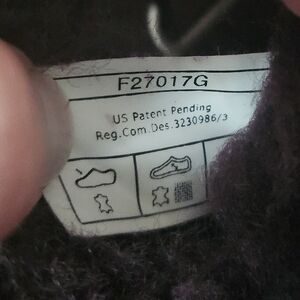 F27017G
US Patent Pending
Reg.Com.Des.3230986/3